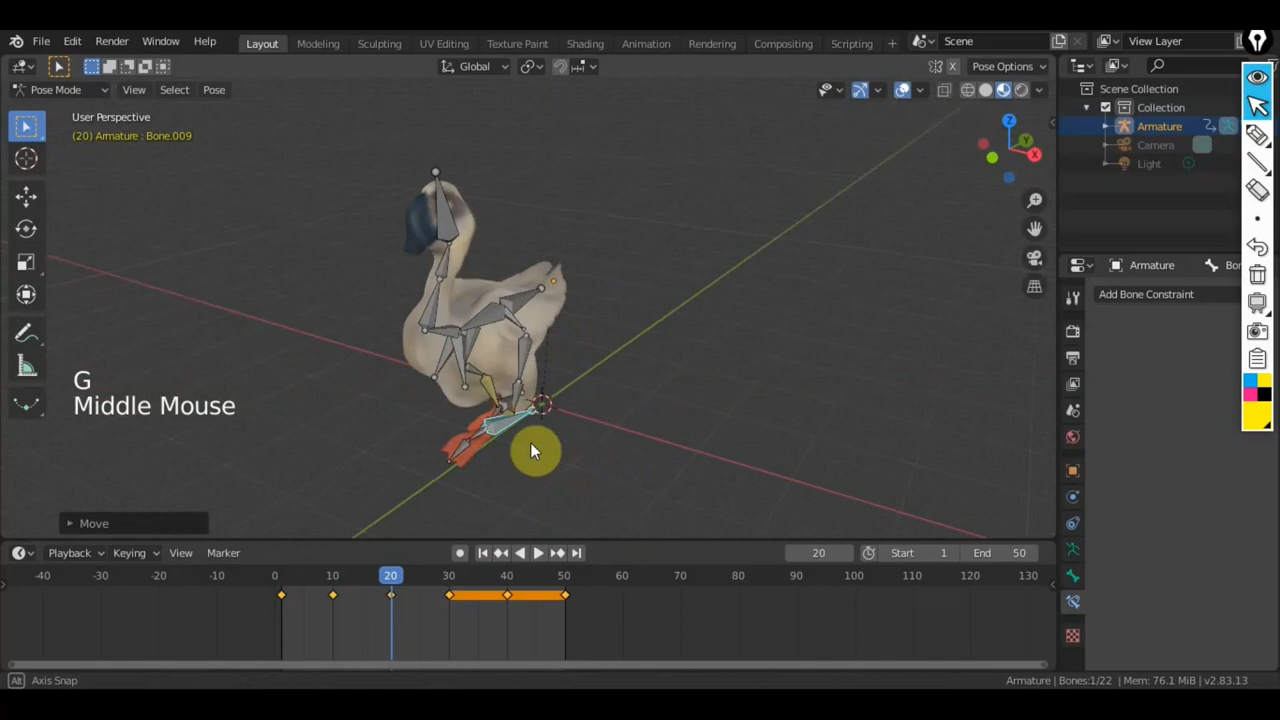 File Edit Render Window Help Layout Modeling Sculpting UV Editing Texture Paint Shading Animation Rendering Compositing Scripting + Scene View Layer
Global X Pose Options
Pose Mode View Select Pose
User Perspective
(20) Armature : Bone.009
Z
Y
X
Scene Collection
Collection
Armature
Camera
Light
Armature
Add Bone Constraint
G
Middle Mouse
Move
Playback Keying View Marker 20 Start 1 End 50
-40 -30 -20 -10 0 10 20 30 40 50 60 70 80 90 100 110 120 130
Alt Axis Snap Armature | Bones:1/22 | Mem: 76.1 MiB | v2.83.13